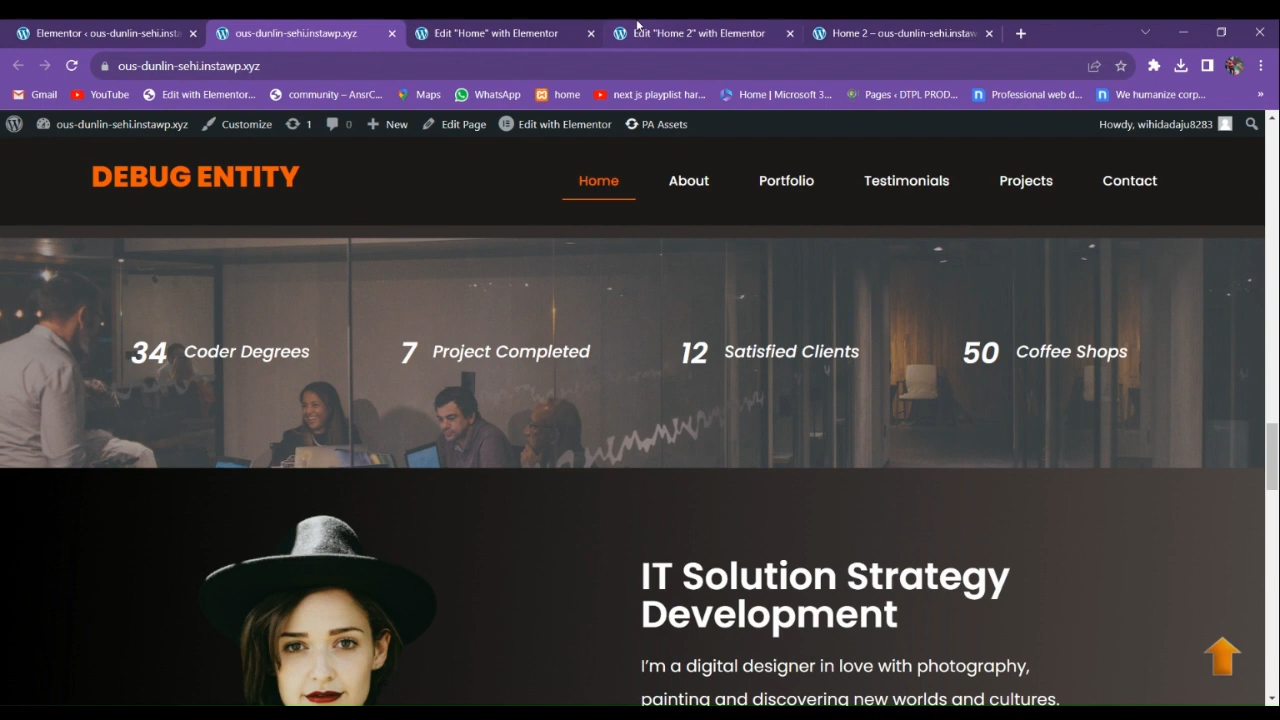 Elementor ‹ ous-dunlin-sehi.insta
ous-dunlin-sehi.instawp.xyz
Edit "Home" with Elementor
Edit "Home 2" with Elementor
Home 2 – ous-dunlin-sehi.instaw
ous-dunlin-sehi.instawp.xyz
Gmail
YouTube
Edit with Elementor...
community – AnsrC...
Maps
WhatsApp
home
next js playlist har...
Home | Microsoft 3...
Pages ‹ DTPL PROD...
Professional web d...
We humanize corp...
»
ous-dunlin-sehi.instawp.xyz
Customize
1
0
New
Edit Page
Edit with Elementor
PA Assets
Howdy, wihidadaju8283
DEBUG ENTITY
Home
About
Portfolio
Testimonials
Projects
Contact
34 Coder Degrees
7 Project Completed
12 Satisfied Clients
50 Coffee Shops
IT Solution Strategy
Development
I'm a digital designer in love with photography,
painting and discovering new worlds and cultures.